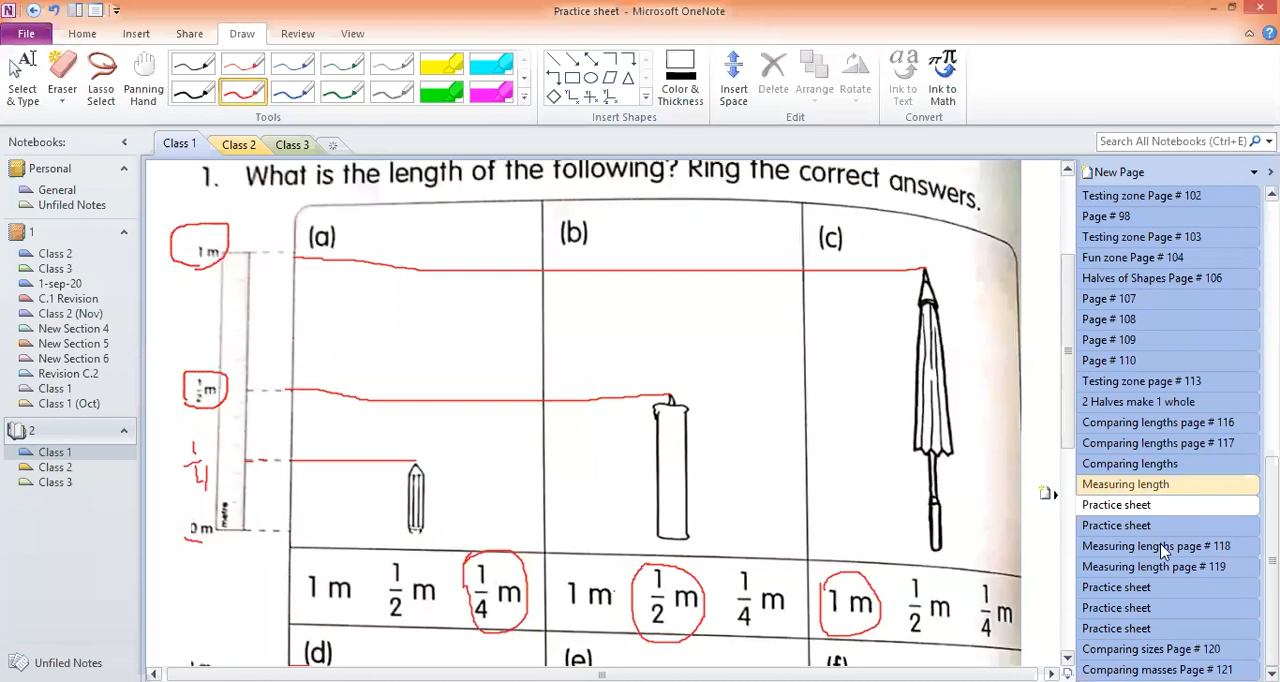 Practice sheet - Microsoft OneNote
File Home Insert Share Draw Review View
Select & Type
Eraser
Lasso Select
Panning Hand
Color & Thickness
Insert Space
Delete
Arrange
Rotate
Ink to Text
Ink to Math
Tools
Insert Shapes
Edit
Convert
Notebooks:
Class 1 Class 2 Class 3
Search All Notebooks (Ctrl+E)
Personal
General
Unfiled Notes
1
Class 2
Class 3
1-sep-20
C.1 Revision
Class 2 (Nov)
New Section 4
New Section 5
New Section 6
Revision C.2
Class 1
Class 1 (Oct)
2
Class 1
Class 2
Class 3
Unfiled Notes
1. What is the length of the following? Ring the correct answers.
(a) (b) (c)
1 m
1/2 m
1/4
0 m
metre
1 m 1/2 m 1/4 m
1 m 1/2 m 1/4 m
1 m 1/2 m 1/4 m
(d) (e) (f)
New Page
Testing zone Page # 102
Page # 98
Testing zone Page # 103
Fun zone Page # 104
Halves of Shapes Page # 106
Page # 107
Page # 108
Page # 109
Page # 110
Testing zone page # 113
2 Halves make 1 whole
Comparing lengths page # 116
Comparing lengths page # 117
Comparing lengths
Measuring length
Practice sheet
Practice sheet
Measuring lengths page # 118
Measuring length page # 119
Practice sheet
Practice sheet
Practice sheet
Comparing sizes Page # 120
Comparing masses Page # 121